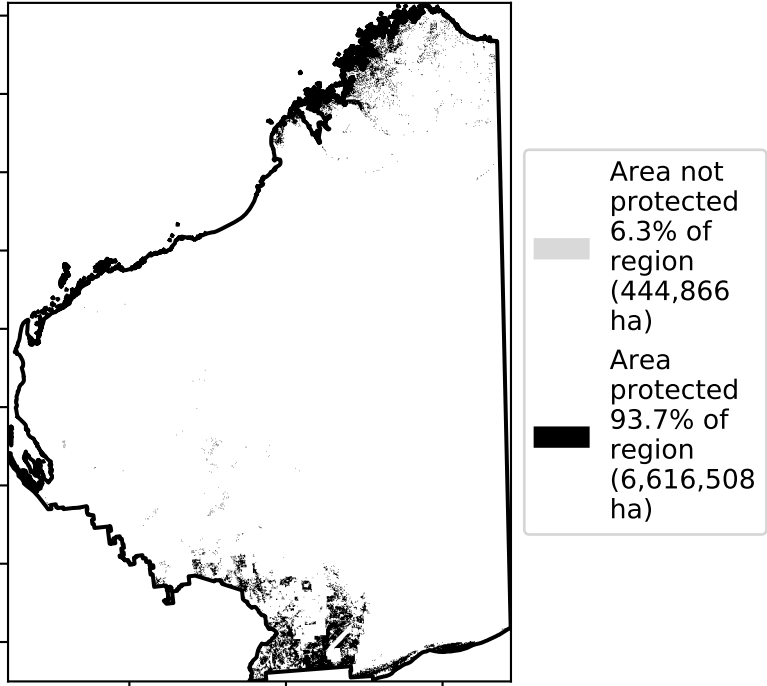 Area not
protected
6.3% of
region
(444,866
ha)
Area
protected
93.7% of
region
(6,616,508
ha)